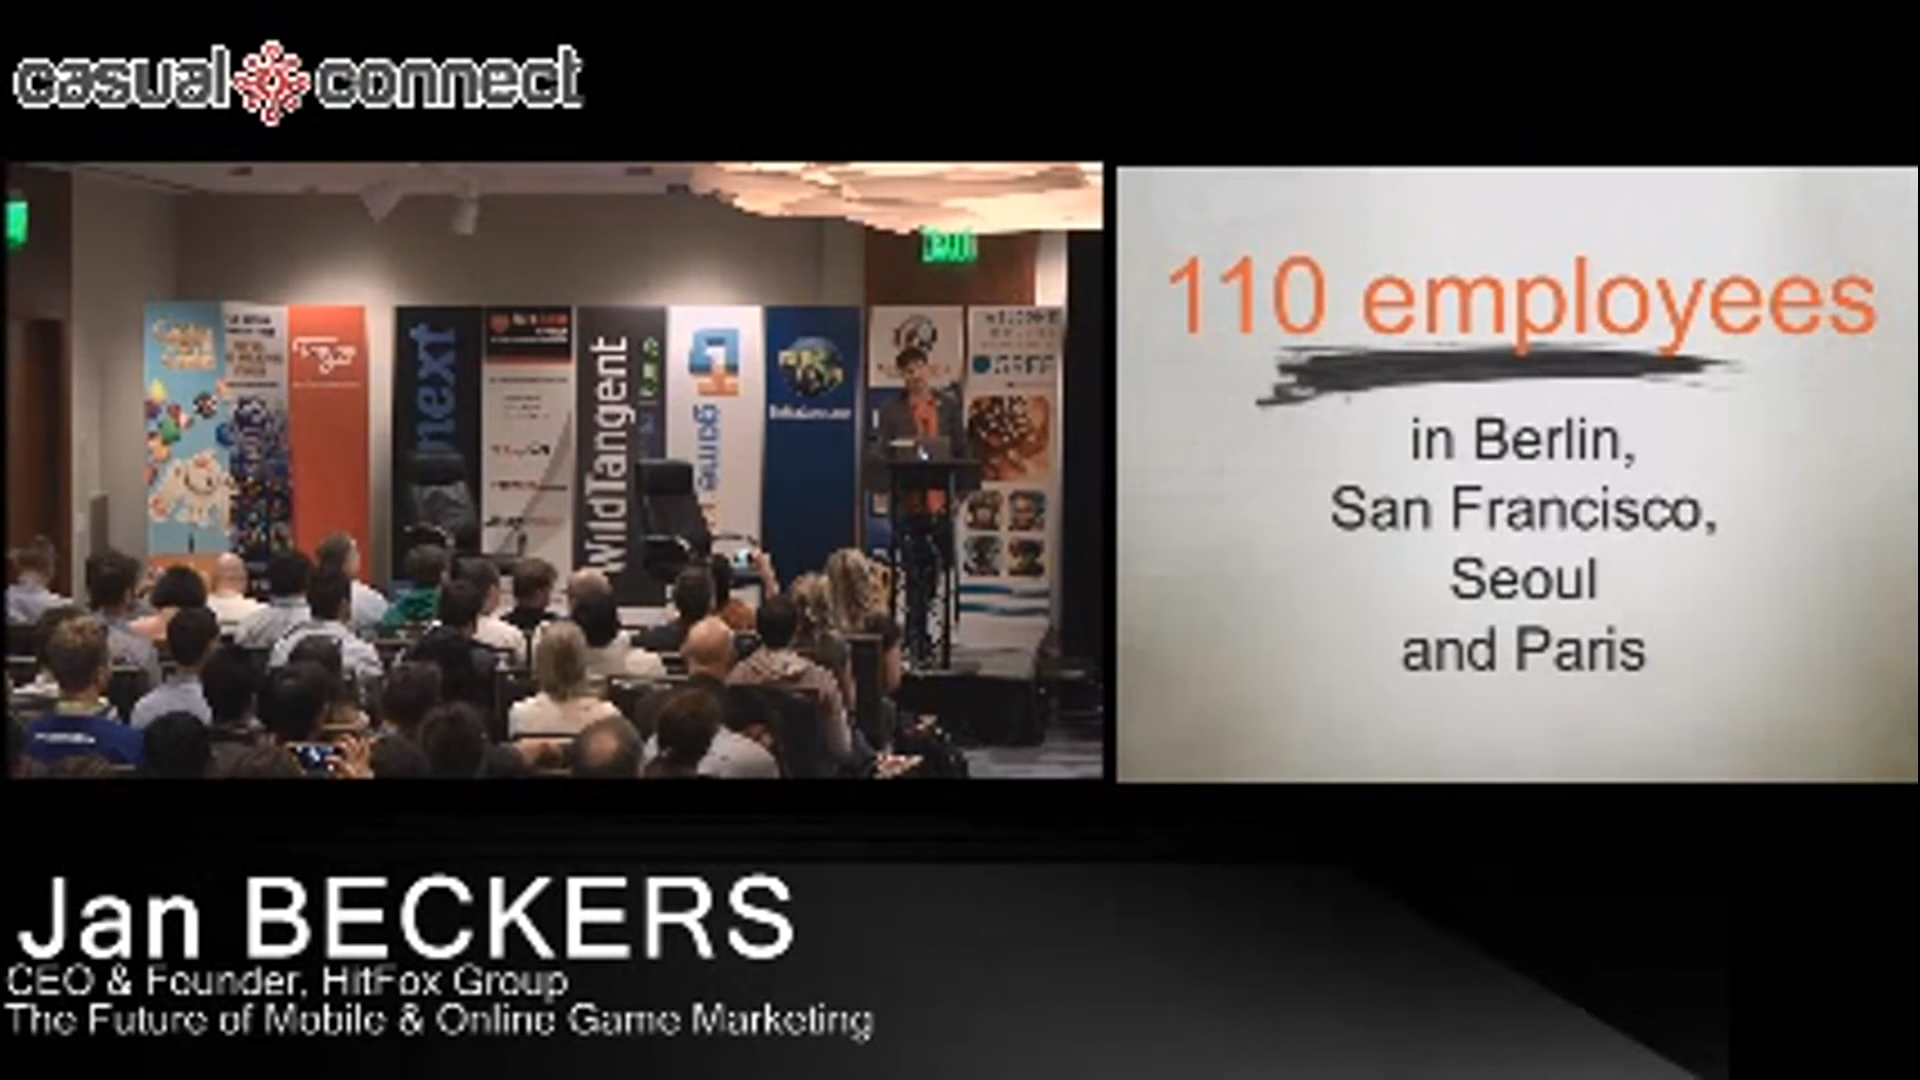 casual connect
next
WildTangent
game
110 employees
in Berlin,
San Francisco,
Seoul
and Paris
Jan BECKERS
CEO & Founder, HitFox Group
The Future of Mobile & Online Game Marketing